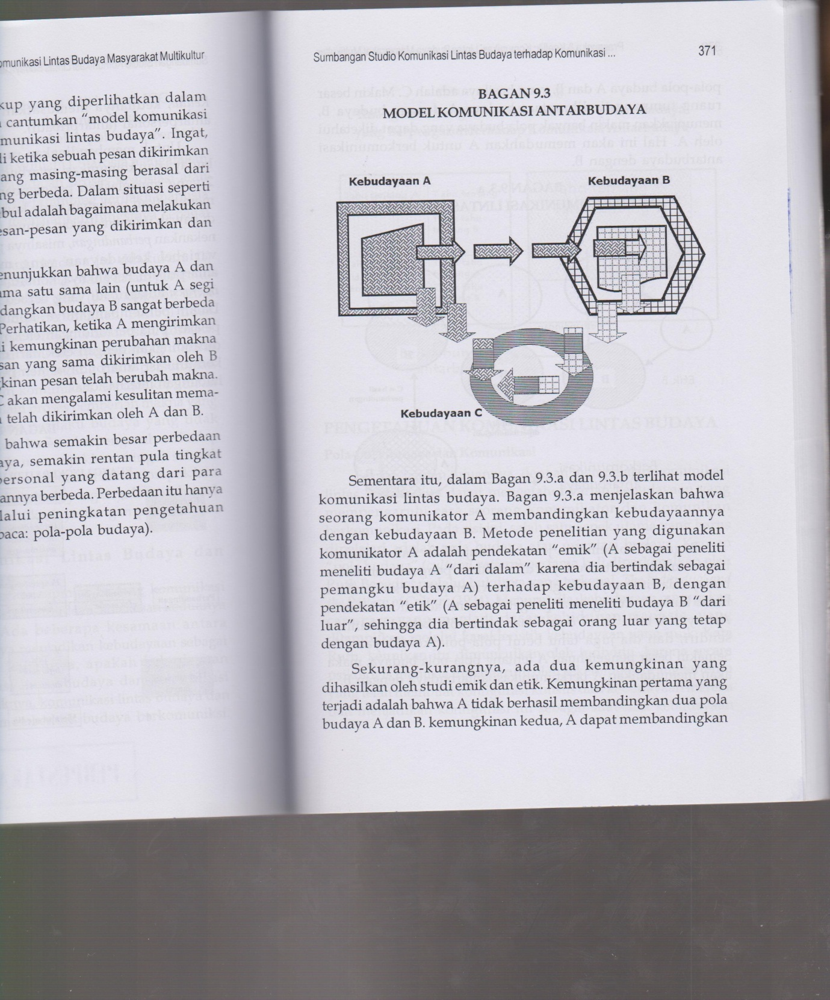 omunikasi Lintas Budaya Masyarakat Multikultur
kup yang diperlihatkan dalam
cantumkan “model komunikasi
munikasi lintas budaya”. Ingat,
di ketika sebuah pesan dikirimkan
ang masing-masing berasal dari
ng berbeda. Dalam situasi seperti
bul adalah bagaimana melakukan
esan-pesan yang dikirimkan dan
enunjukkan bahwa budaya A dan
ama satu sama lain (untuk A segi
dangkan budaya B sangat berbeda
Perhatikan, ketika A mengirimkan
di kemungkinan perubahan makna
san yang sama dikirimkan oleh B
gkinan pesan telah berubah makna.
C akan mengalami kesulitan mema-
telah dikirimkan oleh A dan B.
bahwa semakin besar perbedaan
aya, semakin rentan pula tingkat
personal yang datang dari para
annya berbeda. Perbedaan itu hanya
lalui peningkatan pengetahuan
baca: pola-pola budaya).
Sumbangan Studio Komunikasi Lintas Budaya terhadap Komunikasi ... 371
BAGAN 9.3
MODEL KOMUNIKASI ANTARBUDAYA
Kebudayaan A
Kebudayaan B
Kebudayaan C
Sementara itu, dalam Bagan 9.3.a dan 9.3.b terlihat model
komunikasi lintas budaya. Bagan 9.3.a menjelaskan bahwa
seorang komunikator A membandingkan kebudayaannya
dengan kebudayaan B. Metode penelitian yang digunakan
komunikator A adalah pendekatan “emik” (A sebagai peneliti
meneliti budaya A “dari dalam” karena dia bertindak sebagai
pemangku budaya A) terhadap kebudayaan B, dengan
pendekatan “etik” (A sebagai peneliti meneliti budaya B “dari
luar”, sehingga dia bertindak sebagai orang luar yang tetap
dengan budaya A).
Sekurang-kurangnya, ada dua kemungkinan yang
dihasilkan oleh studi emik dan etik. Kemungkinan pertama yang
terjadi adalah bahwa A tidak berhasil membandingkan dua pola
budaya A dan B. kemungkinan kedua, A dapat membandingkan